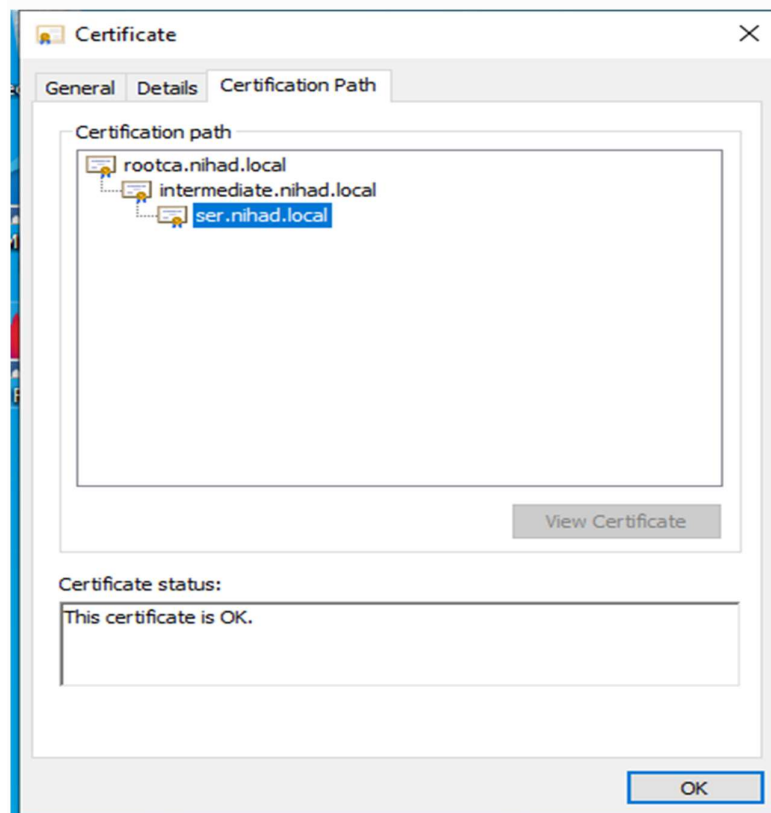 Certificate
General Details Certification Path
Certification path
rootca.nihad.local
intermediate.nihad.local
ser.nihad.local
View Certificate
Certificate status:
This certificate is OK.
OK